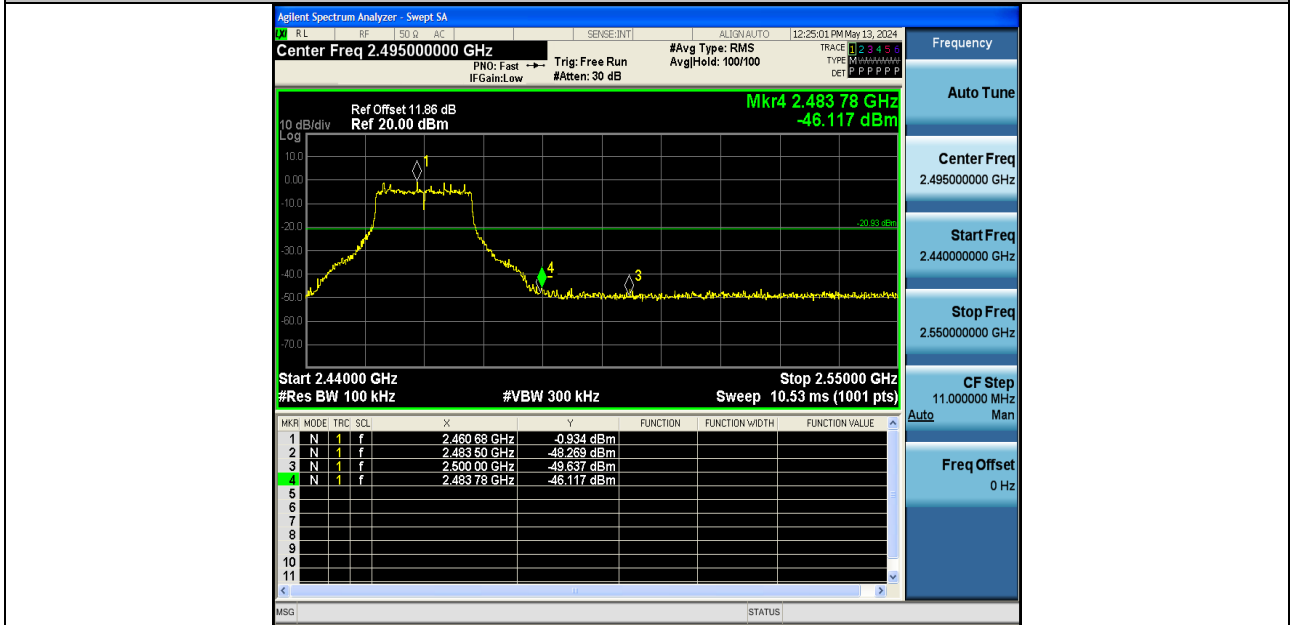 Agilent Spectrum Analyzer - Swept SA
LXI RL RF 50 Ω AC SENSE:INT ALIGN AUTO 12:25:01 PM May 13, 2024
Center Freq 2.495000000 GHz
PNO: Fast
IFGain:Low
Trig: Free Run
#Atten: 30 dB
#Avg Type: RMS
Avg|Hold: 100/100
TRACE 1 2 3 4 5 6
TYPE M
DET P P P P P P
Mkr4 2.483 78 GHz
-46.117 dBm
Ref Offset 11.86 dB
10 dB/div Ref 20.00 dBm
Log
10.0
0.00
-10.0
-20.0
-30.0
-40.0
-50.0
-60.0
-70.0
1
-20.93 dBm
4
3
Start 2.44000 GHz Stop 2.55000 GHz
#Res BW 100 kHz #VBW 300 kHz Sweep 10.53 ms (1001 pts)
MKR MODE TRC SCL X Y FUNCTION FUNCTION WIDTH FUNCTION VALUE
1 N 1 f 2.460 68 GHz -0.934 dBm
2 N 1 f 2.483 50 GHz -48.269 dBm
3 N 1 f 2.500 00 GHz -49.637 dBm
4 N 1 f 2.483 78 GHz -46.117 dBm
5
6
7
8
9
10
11
MSG STATUS
Frequency
Auto Tune
Center Freq
2.495000000 GHz
Start Freq
2.440000000 GHz
Stop Freq
2.550000000 GHz
CF Step
11.000000 MHz
Auto Man
Freq Offset
0 Hz